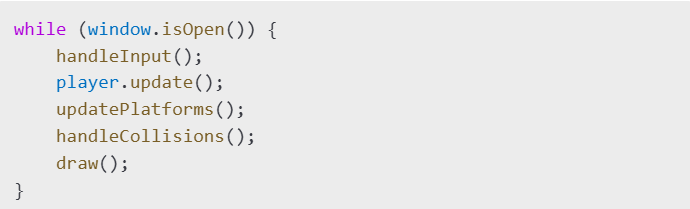 while (window.isOpen()) {
    handleInput();
    player.update();
    updatePlatforms();
    handleCollisions();
    draw();
}